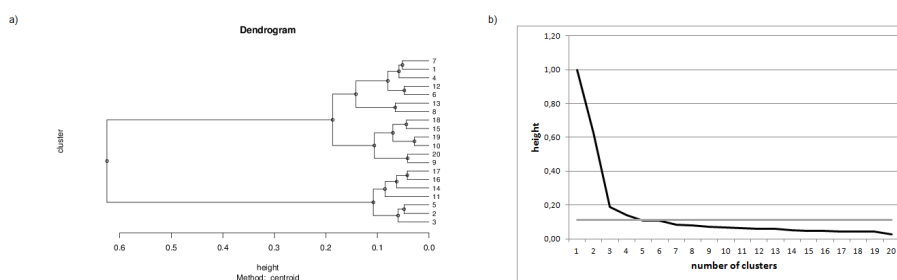 a)
Dendrogram
cluster
7
1
4
12
6
13
8
18
15
19
10
20
9
17
16
14
11
5
2
3
0.6 0.5 0.4 0.3 0.2 0.1 0.0
height
Method: centroid
b)
1,20
1,00
0,80
0,60
0,40
0,20
0,00
height
1 2 3 4 5 6 7 8 9 10 11 12 13 14 15 16 17 18 19 20
number of clusters